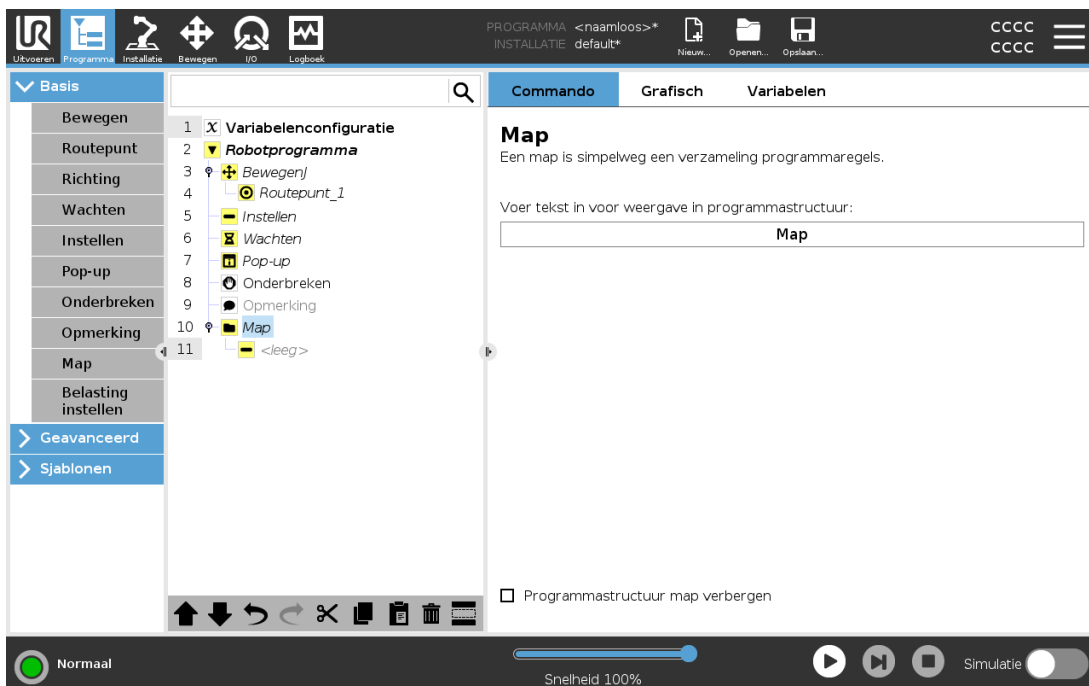 PROGRAMMA <naamloos>*
INSTALLATIE default*
Uitvoeren Programma Installatie Bewegen I/O Logboek
Nieuw... Openen... Opslaan...
CCCC
CCCC
Basis
Bewegen
Routepunt
Richting
Wachten
Instellen
Pop-up
Onderbreken
Opmerking
Map
Belasting
instellen
Geavanceerd
Sjablonen
1 X Variabelenconfiguratie
2 Robotprogramma
3 BewegenJ
4 Routepunt_1
5 Instellen
6 Wachten
7 Pop-up
8 Onderbreken
9 Opmerking
10 Map
11 <leeg>
Commando Grafisch Variabelen
Map
Een map is simpelweg een verzameling programmaregels.
Voer tekst in voor weergave in programmastructuur:
Map
Programmastructuur map verbergen
Normaal
Snelheid 100%
Simulatie